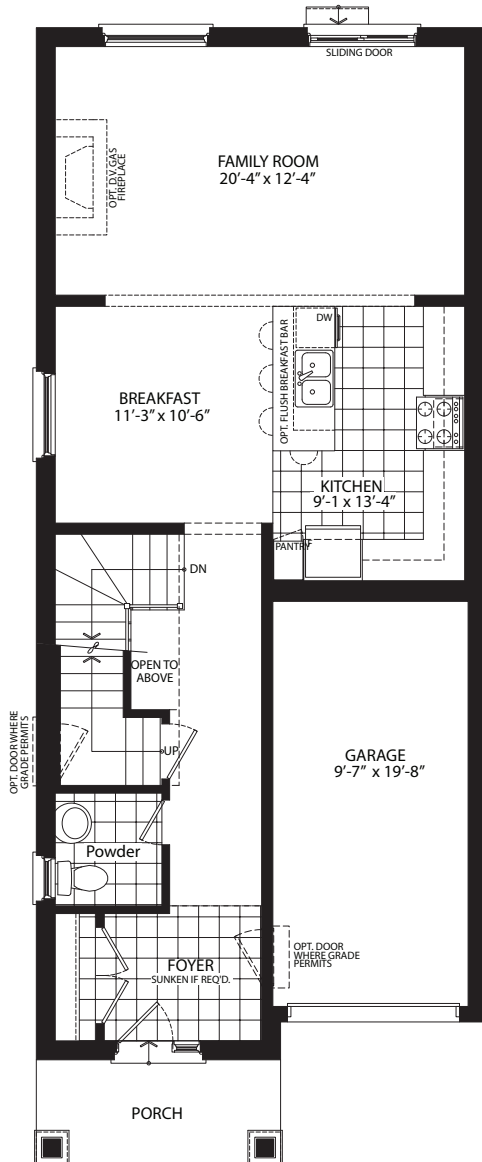 SLIDING DOOR
FAMILY ROOM
20'-4" x 12'-4"
OPT. D.V. GAS
FIREPLACE
DW
OPT. FLUSH BREAKFAST BAR
BREAKFAST
11'-3" x 10'-6"
KITCHEN
9'-1 x 13'-4"
PANTRY
F
DN
OPEN TO
ABOVE
UP
OPT. DOOR WHERE
GRADE PERMITS
GARAGE
9'-7" x 19'-8"
Powder
FOYER
SUNKEN IF REQ'D.
OPT. DOOR
WHERE GRADE
PERMITS
PORCH